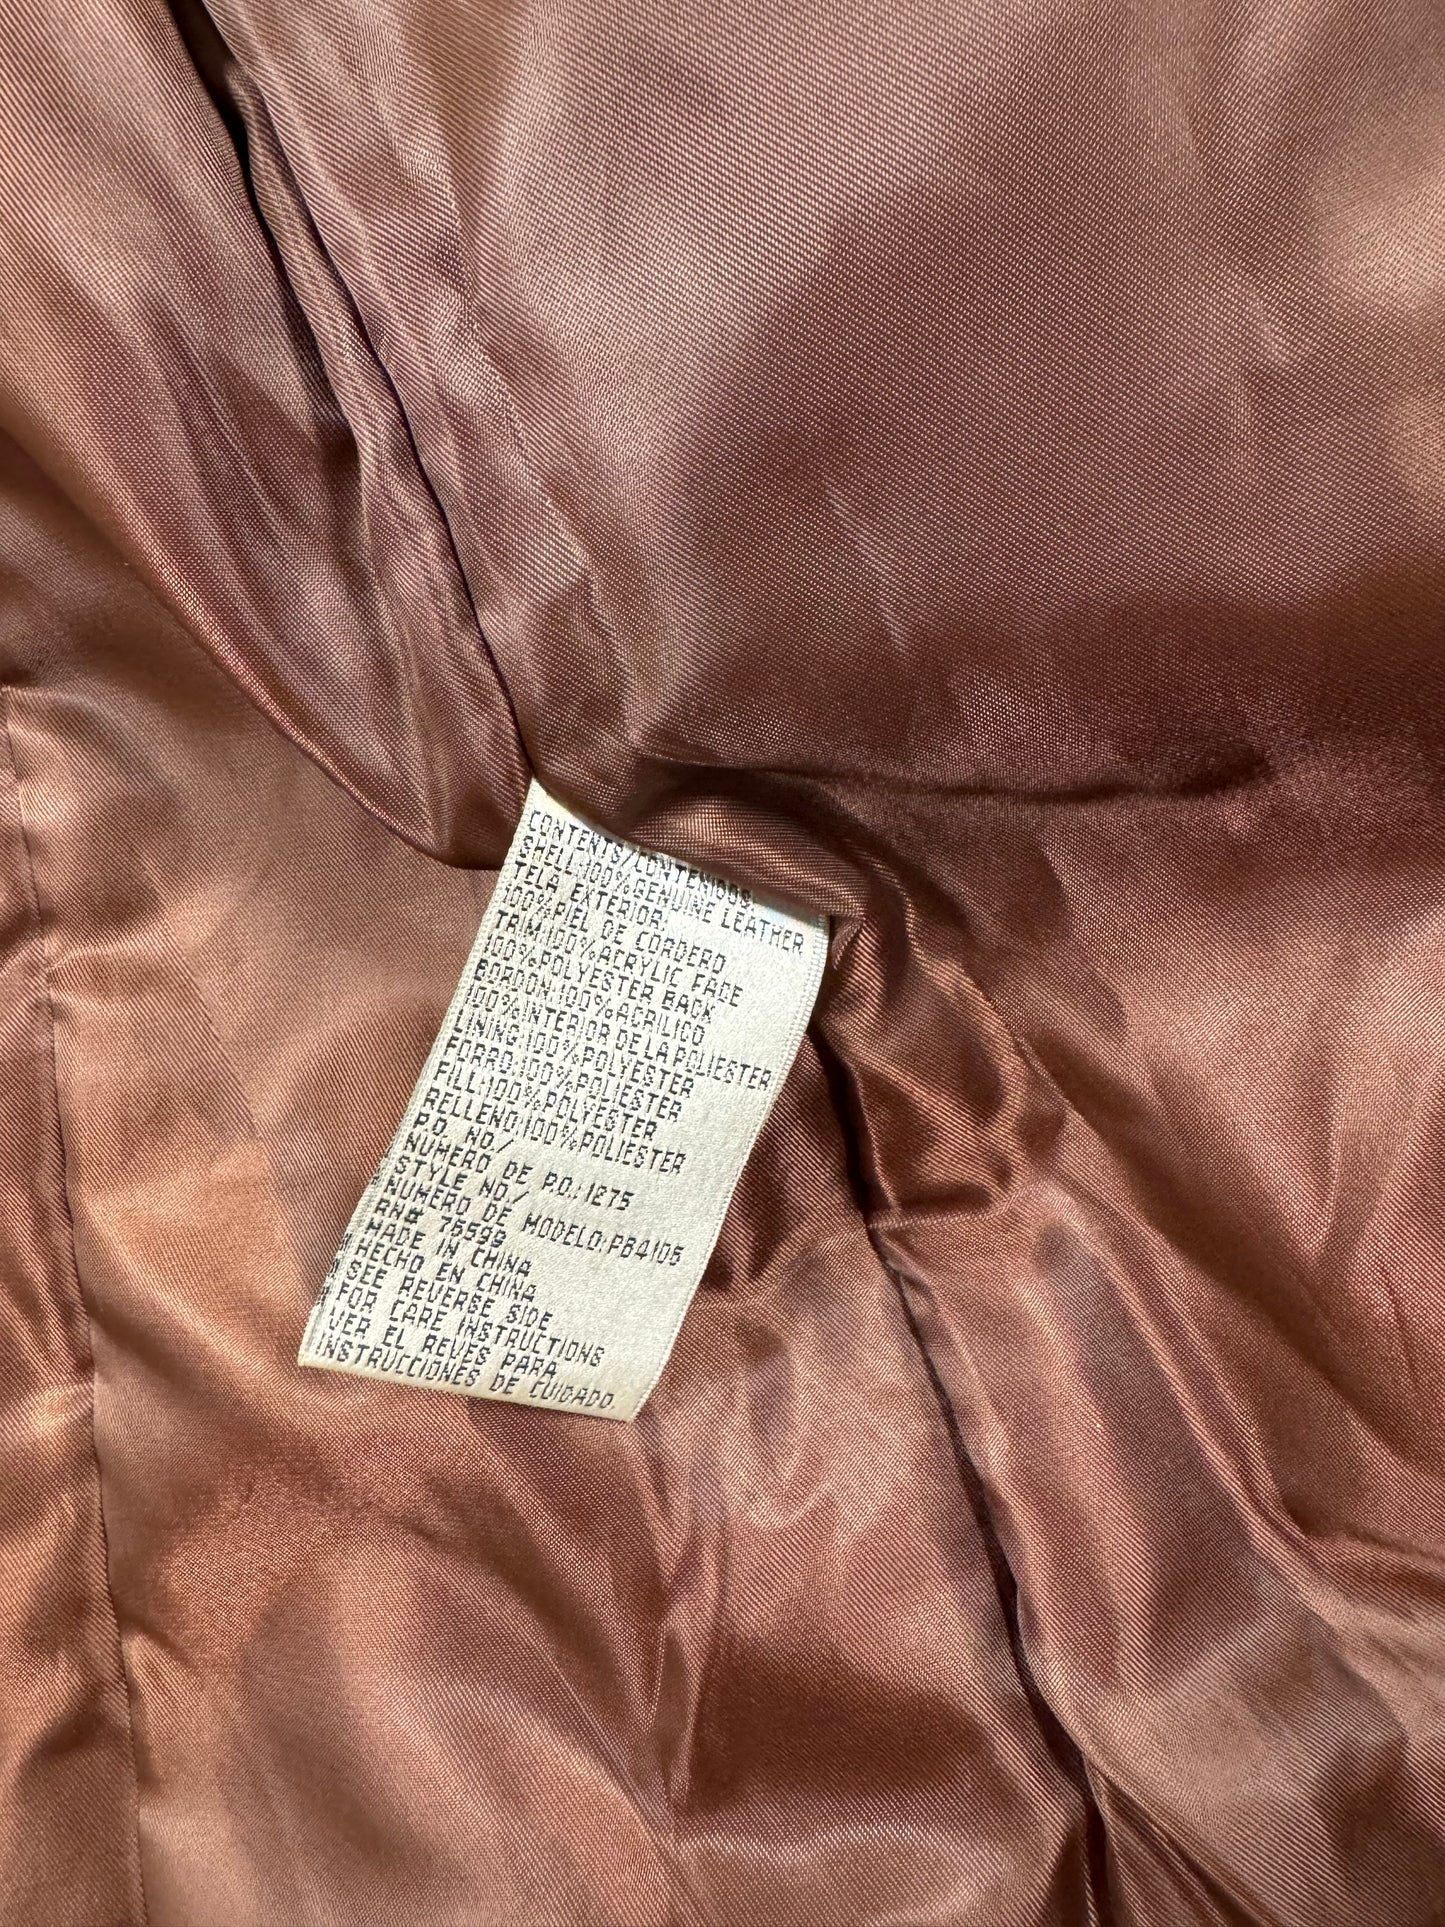 CONTENTS/CONTENIDOS
SHELL:100%GENUINE LEATHER
TELA EXTERIOR:
100%PIEL DE CORDERO
TRIM:100%ACRYLIC FACE
100%POLYESTER BACK
BORDON:100%ACRILICO
100%INTERIOR DE LA POLIESTER
LINING:100%POLYESTER
FORRO:100%POLIESTER
FILL:100%POLYESTER
RELLENO:100%POLIESTER
P.O. NO./
NUMERO DE P.O.:1275
STYLE NO./
NUMERO DE MODELO:PB4105
RN# 75599
MADE IN CHINA
HECHO EN CHINA
SEE REVERSE SIDE
FOR CARE INSTRUCTIONS
VER EL REVES PARA
INSTRUCCIONES DE CUIDADO.